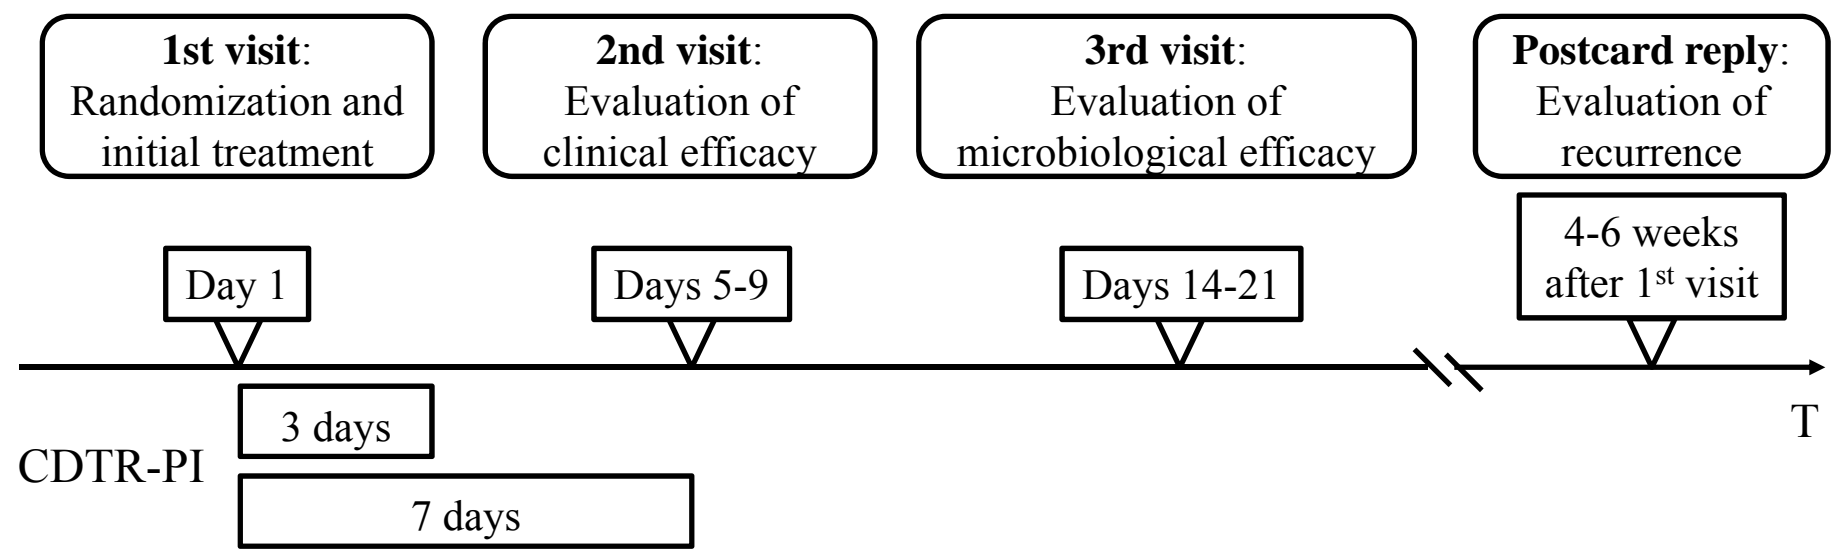 1st visit:
Randomization and
initial treatment
2nd visit:
Evaluation of
clinical efficacy
3rd visit:
Evaluation of
microbiological efficacy
Postcard reply:
Evaluation of
recurrence
Day 1
Days 5-9
Days 14-21
4-6 weeks
after 1st visit
T
CDTR-PI
3 days
7 days